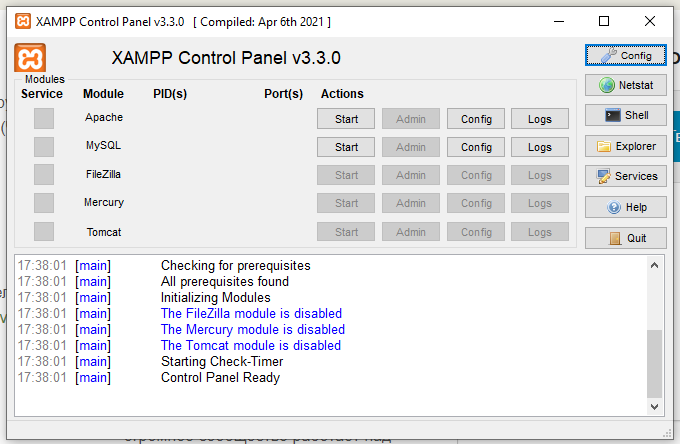 XAMPP Control Panel v3.3.0 [ Compiled: Apr 6th 2021 ]
XAMPP Control Panel v3.3.0
Config
Modules
Service Module PID(s) Port(s) Actions
Netstat
Apache Start Admin Config Logs
Shell
MySQL Start Admin Config Logs
Explorer
FileZilla Start Admin Config Logs
Services
Mercury Start Admin Config Logs
Help
Tomcat Start Admin Config Logs
Quit
17:38:01 [main] Checking for prerequisites
17:38:01 [main] All prerequisites found
17:38:01 [main] Initializing Modules
17:38:01 [main] The FileZilla module is disabled
17:38:01 [main] The Mercury module is disabled
17:38:01 [main] The Tomcat module is disabled
17:38:01 [main] Starting Check-Timer
17:38:01 [main] Control Panel Ready